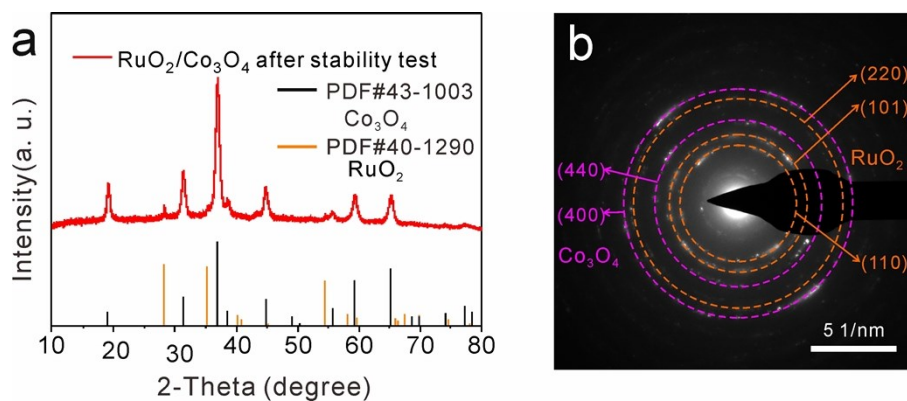 a
RuO₂/Co₃O₄ after stability test
PDF#43-1003
Co₃O₄
PDF#40-1290
RuO₂
Intensity(a. u.)
10 20 30 40 50 60 70 80
2-Theta (degree)
b
(220)
(101)
RuO₂
(440)
(400)
Co₃O₄
(110)
5 1/nm